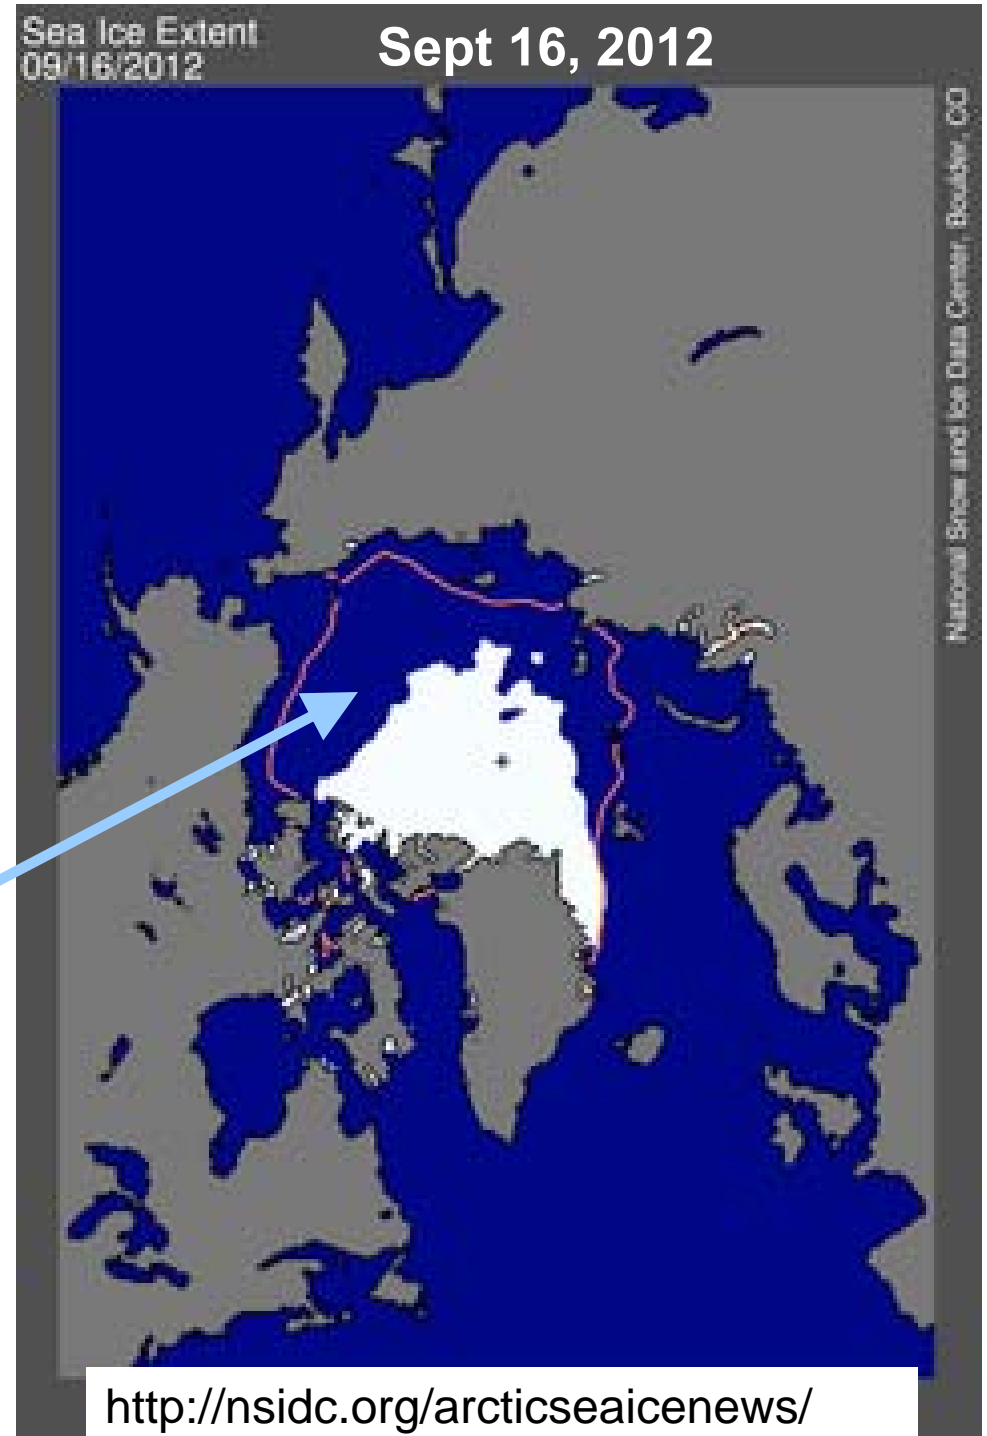 Sea Ice Extent
09/16/2012
Sept 16, 2012
National Snow and Ice Data Center, Boulder, CO
http://nsidc.org/arcticseaicenews/